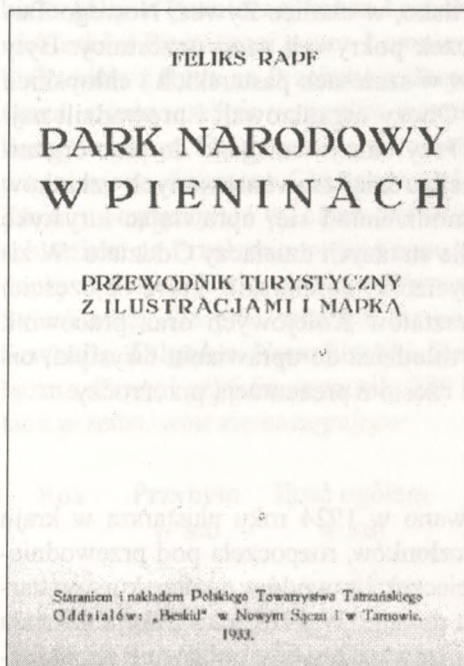 FELIKS RAPF
PARK NARODOWY
W PIENINACH
PRZEWODNIK TURYSTYCZNY
Z ILUSTRACJAMI I MAPKĄ
Staraniem i nakładem Polskiego Towarzystwa Tatrzańskiego
Oddziałów: „Beskid" w Nowym Sączu i w Tarnowie.
1933.